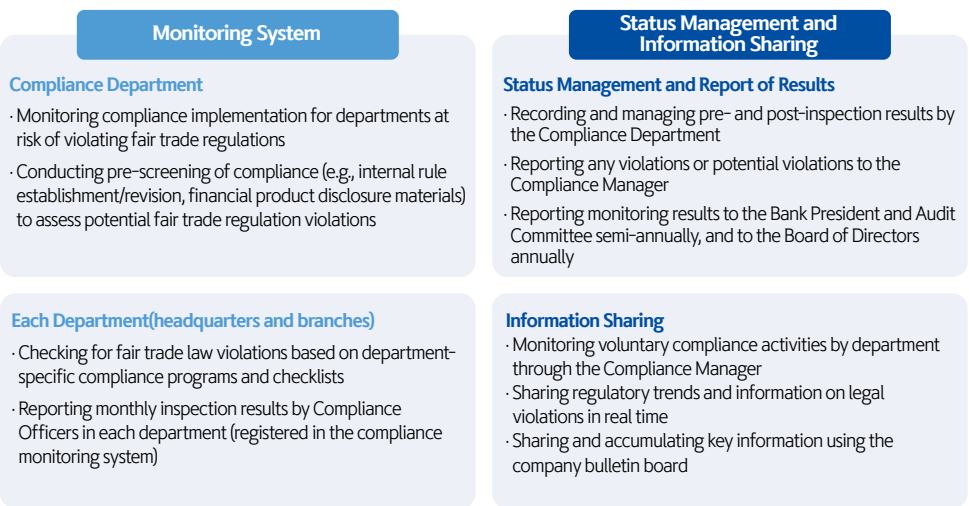 Monitoring System
Compliance Department
· Monitoring compliance implementation for departments at
risk of violating fair trade regulations
· Conducting pre-screening of compliance (e.g., internal rule
establishment/revision, financial product disclosure materials)
to assess potential fair trade regulation violations
Each Department(headquarters and branches)
· Checking for fair trade law violations based on department-
specific compliance programs and checklists
· Reporting monthly inspection results by Compliance
Officers in each department (registered in the compliance
monitoring system)
Status Management and
Information Sharing
Status Management and Report of Results
· Recording and managing pre- and post-inspection results by
the Compliance Department
· Reporting any violations or potential violations to the
Compliance Manager
· Reporting monitoring results to the Bank President and Audit
Committee semi-annually, and to the Board of Directors
annually
Information Sharing
· Monitoring voluntary compliance activities by department
through the Compliance Manager
· Sharing regulatory trends and information on legal
violations in real time
· Sharing and accumulating key information using the
company bulletin board